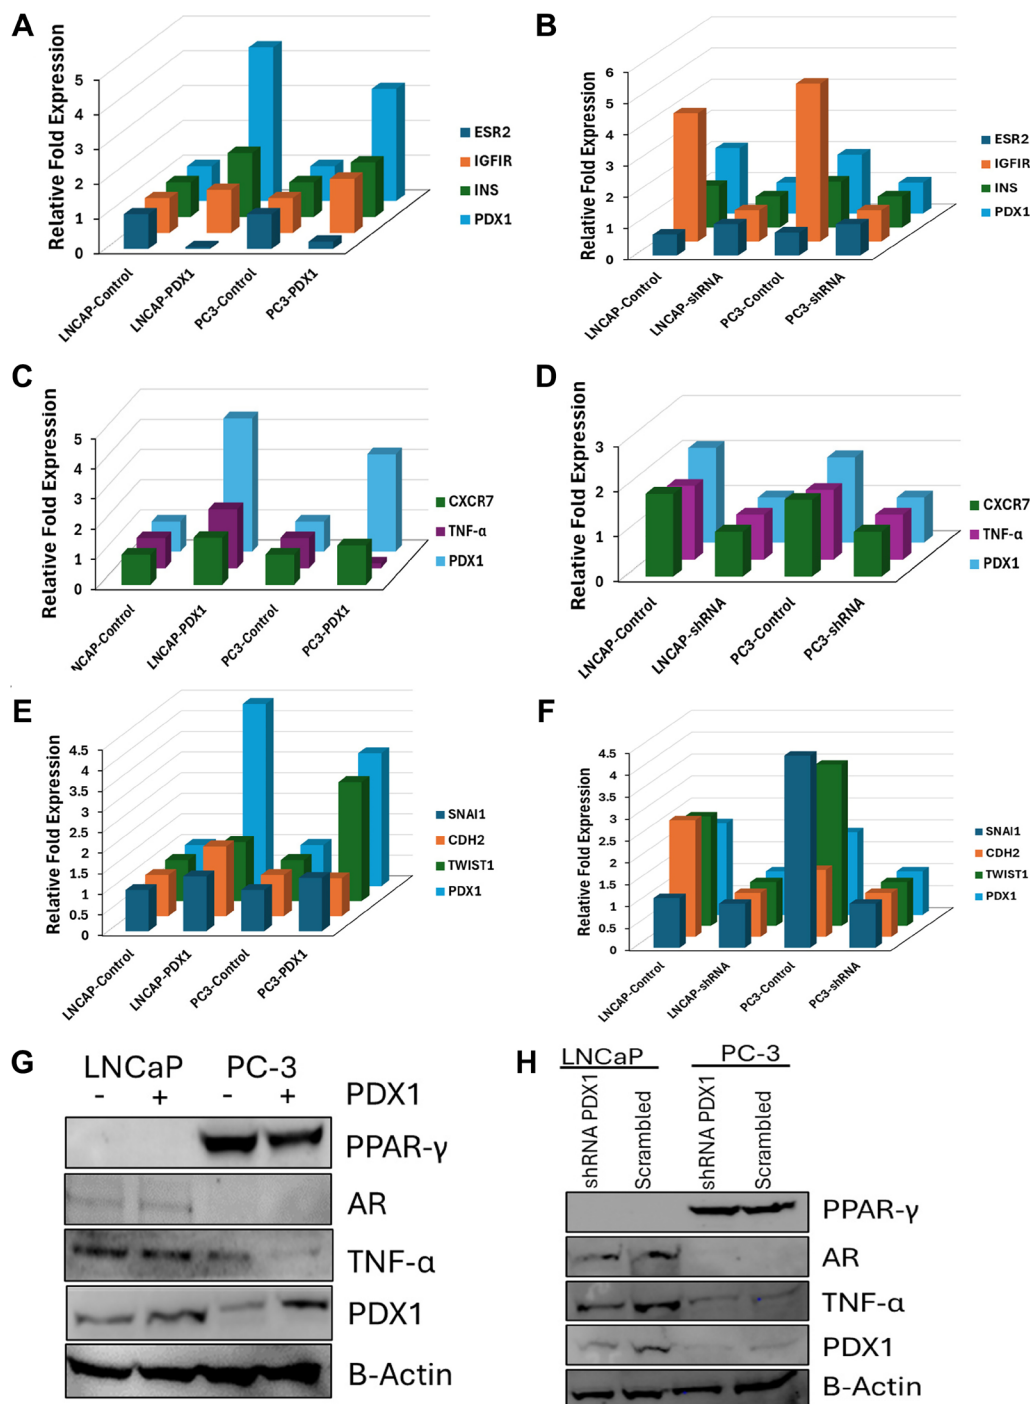 A
Relative Fold Expression
5
4
3
2
1
0
LNCAP-Control
LNCAP-PDX1
PC3-Control
PC3-PDX1
ESR2
IGFIR
INS
PDX1
B
Relative Fold Expression
6
5
4
3
2
1
0
LNCAP-Control
LNCAP-shRNA
PC3-Control
PC3-shRNA
ESR2
IGFIR
INS
PDX1
C
Relative Fold Expression
5
4
3
2
1
0
NCAP-Control
LNCAP-PDX1
PC3-Control
PC3-PDX1
CXCR7
TNF-α
PDX1
D
Relative Fold Expression
3
2
1
0
LNCAP-Control
LNCAP-shRNA
PC3-Control
PC3-shRNA
CXCR7
TNF-α
PDX1
E
Relative Fold Expression
4.5
4
3.5
3
2.5
2
1.5
1
0.5
0
LNCAP-Control
LNCAP-PDX1
PC3-Control
PC3-PDX1
SNAI1
CDH2
TWIST1
PDX1
F
Relative Fold Expression
4.5
4
3.5
3
2.5
2
1.5
1
0.5
0
LNCAP-Control
LNCAP-shRNA
PC3-Control
PC3-shRNA
SNAI1
CDH2
TWIST1
PDX1
G
LNCaP PC-3
- + - + PDX1
PPAR-γ
AR
TNF-α
PDX1
B-Actin
H
LNCaP PC-3
shRNA PDX1
Scrambled
shRNA PDX1
Scrambled
PPAR-γ
AR
TNF-α
PDX1
B-Actin